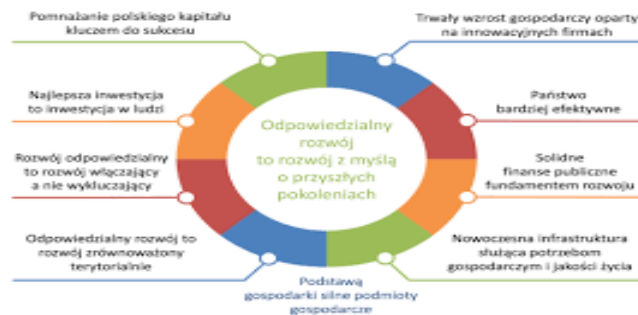 Pomnażanie polskiego kapitału
kluczem do sukcesu
Trwały wzrost gospodarczy oparty
na innowacyjnych firmach
Najlepsza inwestycja
to inwestycja w ludzi
Państwo
bardziej efektywne
Odpowiedzialny
rozwój
to rozwój z myślą
o przyszłych
pokoleniach
Rozwój odpowiedzialny
to rozwój włączający
a nie wykluczający
Solidne
finanse publiczne
fundamentem rozwoju
Odpowiedzialny rozwój to
rozwój zrównoważony
terytorialnie
Nowoczesna infrastruktura
służąca potrzebom
gospodarczym i jakości życia
Podstawą
gospodarki silne podmioty
gospodarcze